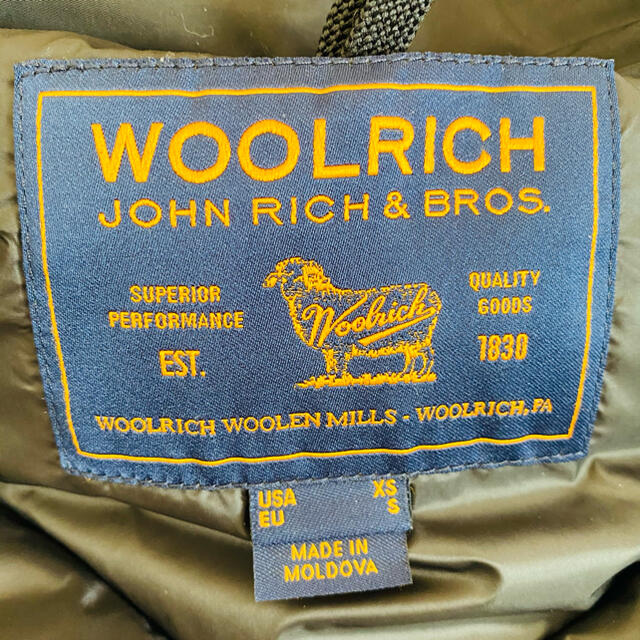 WOOLRICH
JOHN RICH & BROS.
SUPERIOR
PERFORMANCE
EST.
Woolrich
QUALITY
GOODS
1830
WOOLRICH WOOLEN MILLS - WOOLRICH, PA
USA XS
EU S
MADE IN
MOLDOVA